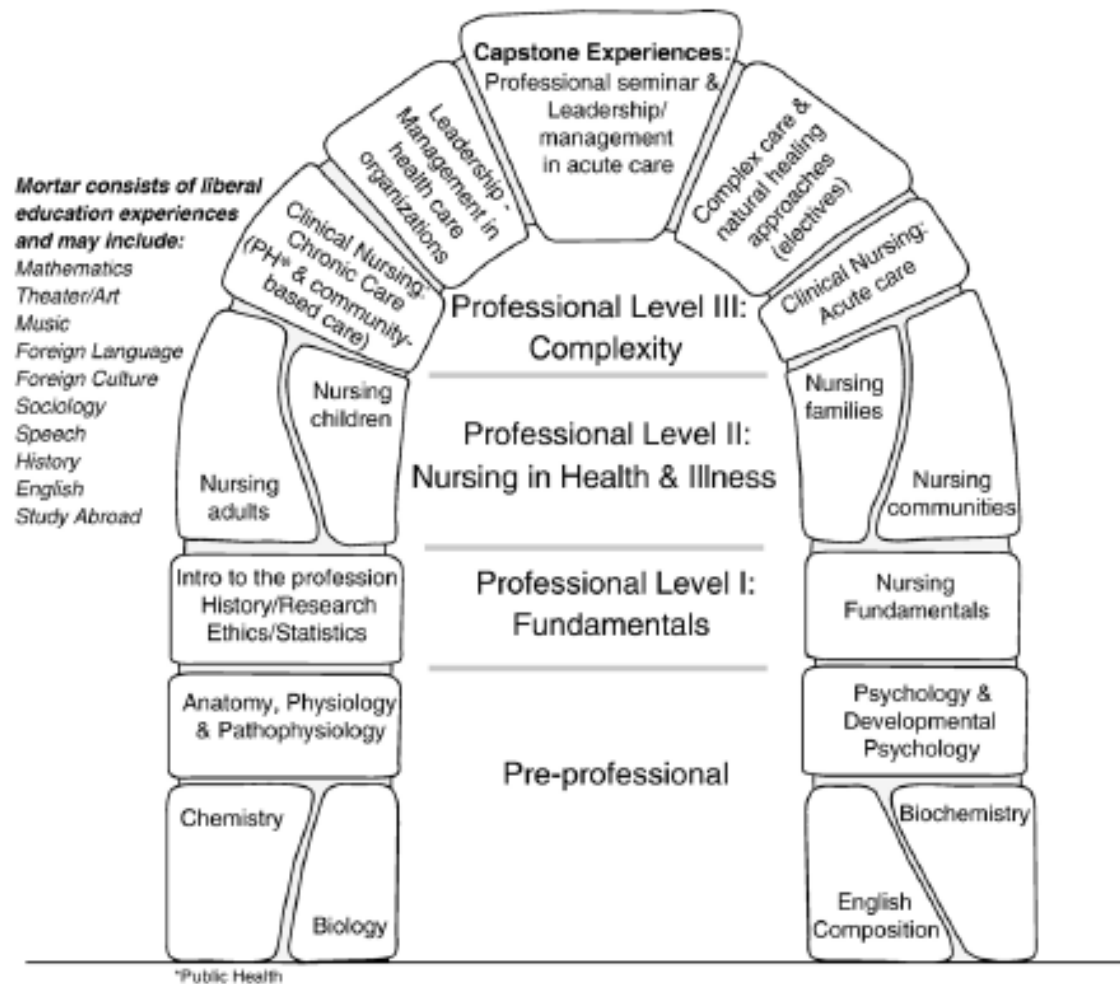 Capstone Experiences:
Professional seminar &
Leadership/
management
in acute care
Leadership -
Management in
health care
organizations
Complex care &
natural healing
approaches
(electives)
Mortar consists of liberal
education experiences
and may include:
Mathematics
Theater/Art
Music
Foreign Language
Foreign Culture
Sociology
Speech
History
English
Study Abroad
Clinical Nursing:
Chronic Care
(PH* & community-
based care)
Clinical Nursing:
Acute care
Professional Level III:
Complexity
Nursing
children
Nursing
families
Professional Level II:
Nursing in Health & Illness
Nursing
adults
Nursing
communities
Intro to the profession
History/Research
Ethics/Statistics
Professional Level I:
Fundamentals
Nursing
Fundamentals
Anatomy, Physiology
& Pathophysiology
Psychology &
Developmental
Psychology
Pre-professional
Chemistry
Biology
Biochemistry
English
Composition
*Public Health